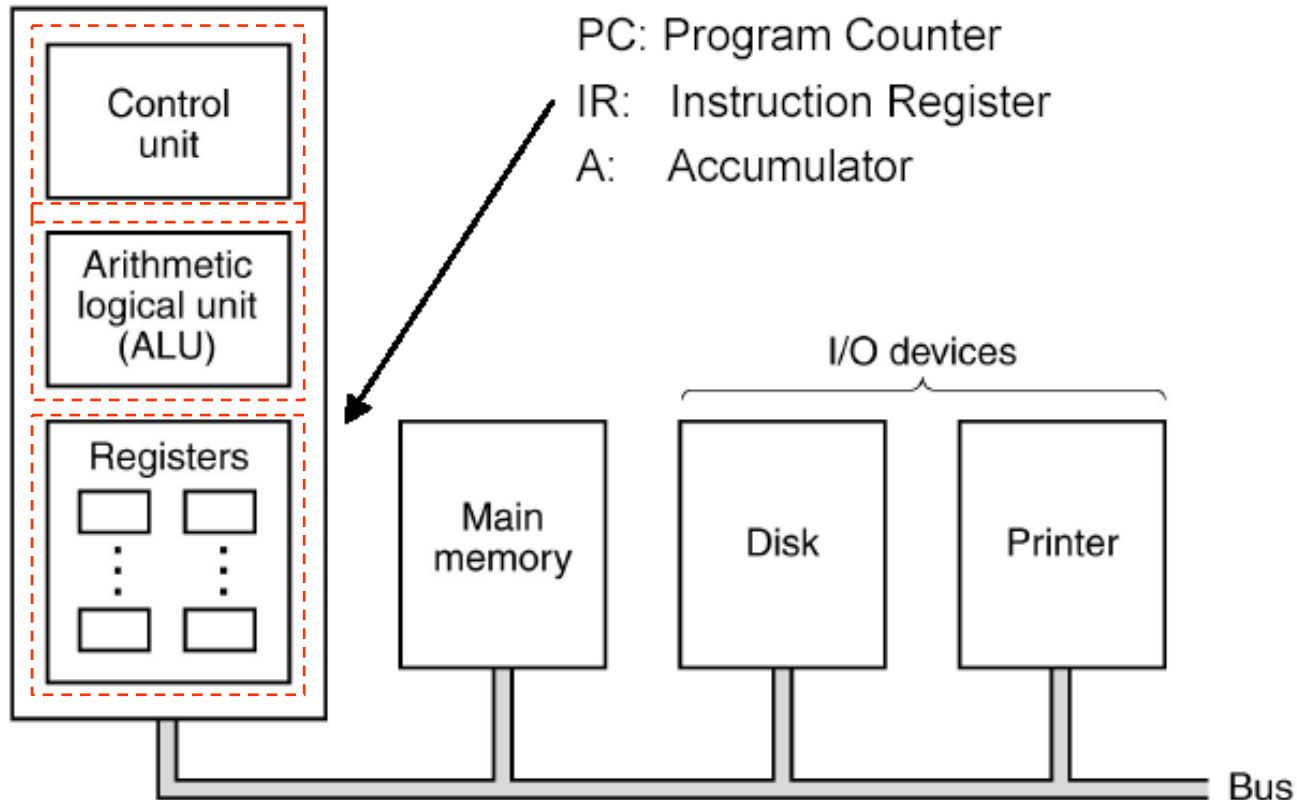 Control
unit
Arithmetic
logical unit
(ALU)
Registers
PC: Program Counter
IR: Instruction Register
A: Accumulator
I/O devices
Main
memory
Disk
Printer
Bus